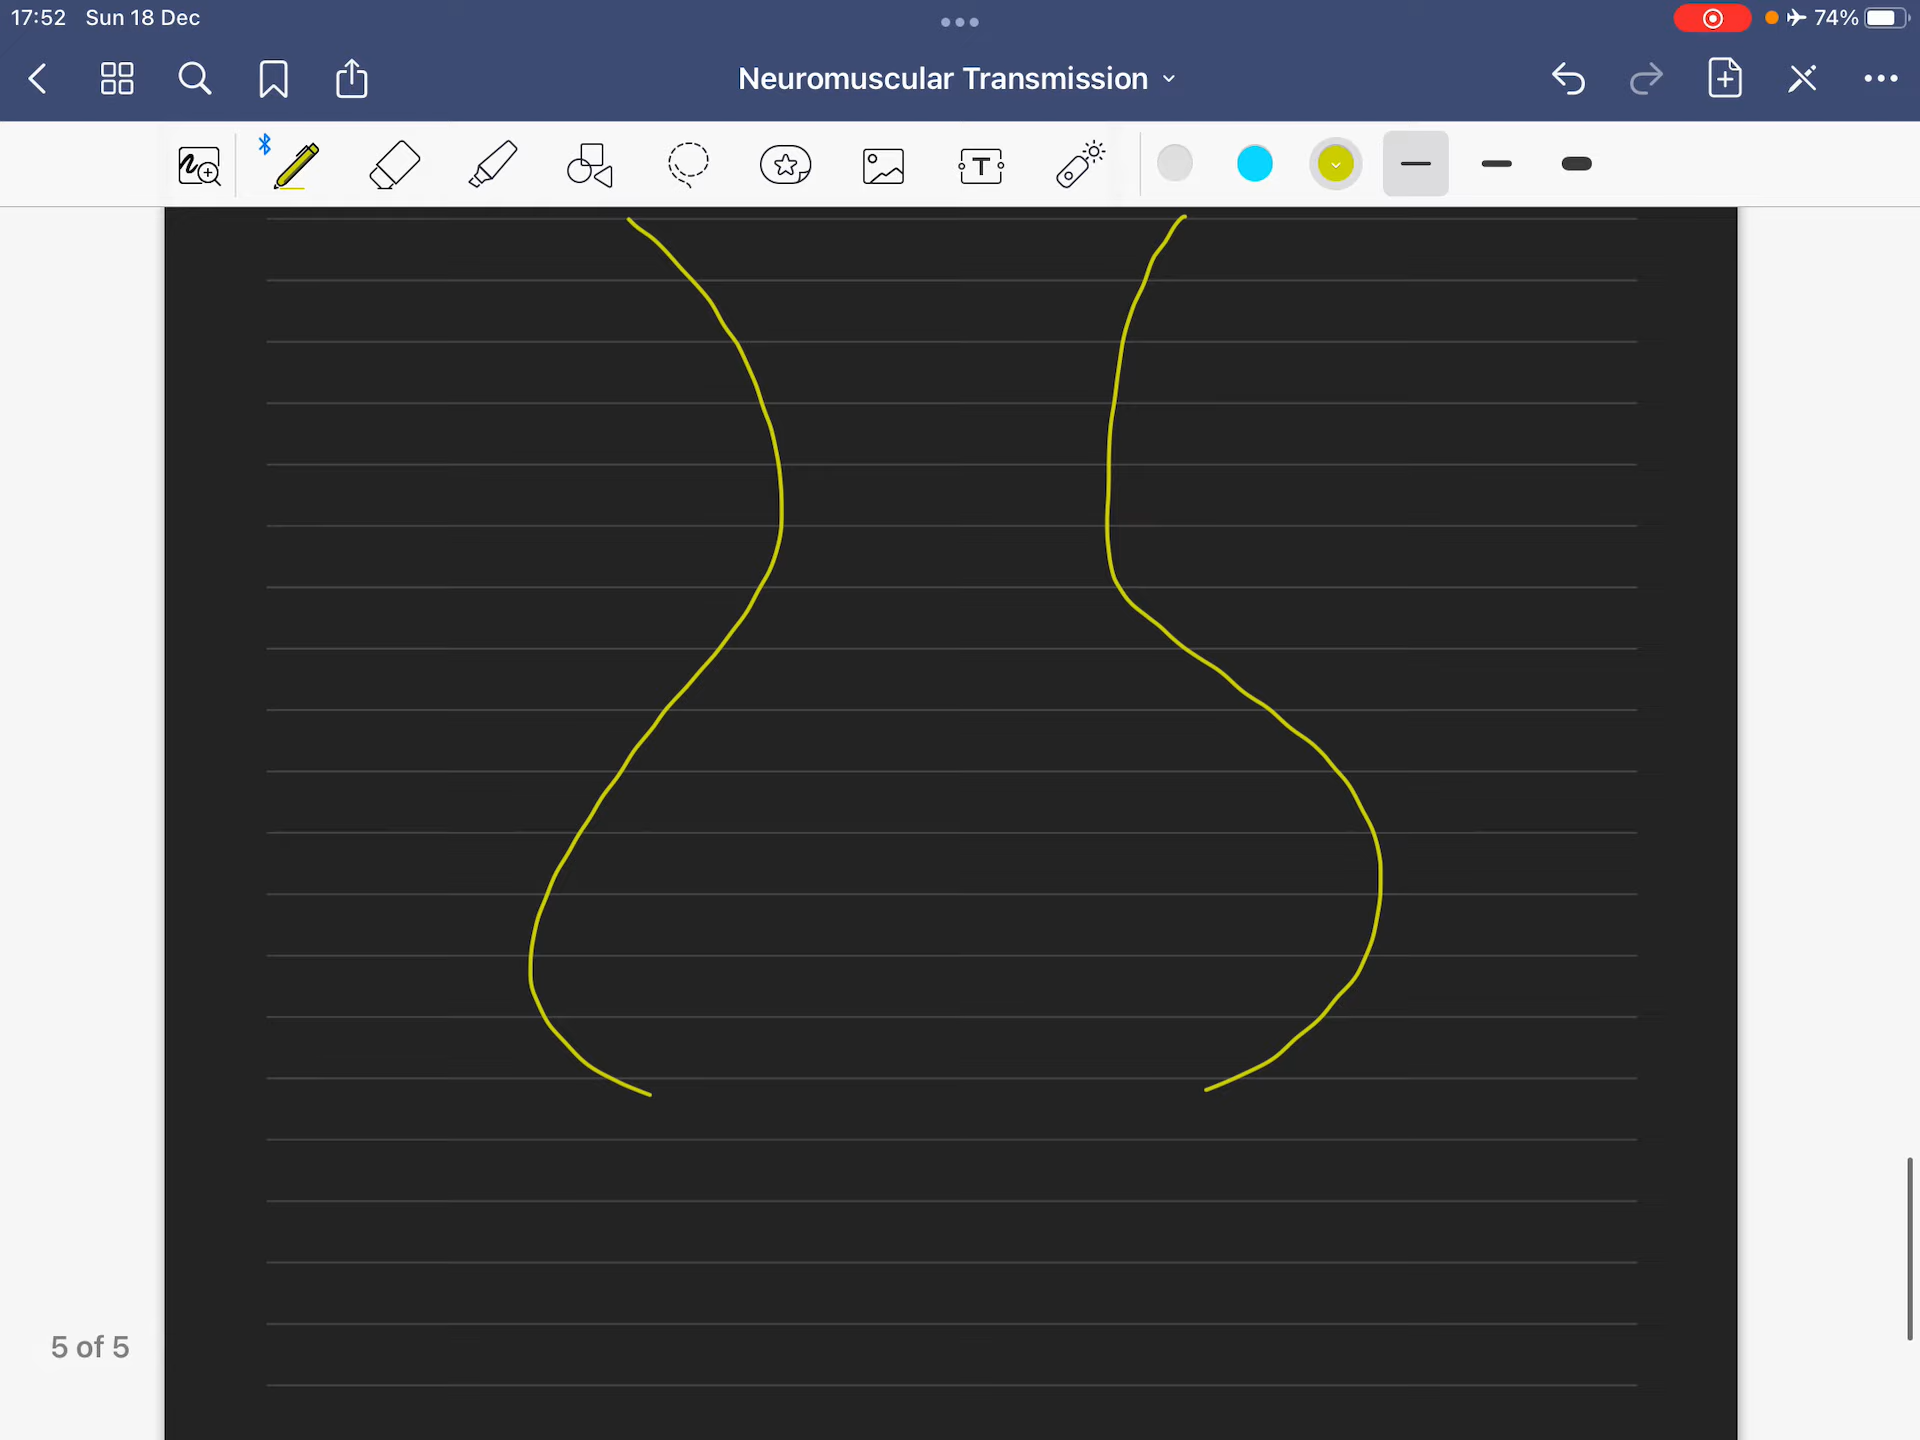 17:52 Sun 18 Dec
74%
Neuromuscular Transmission
T
5 of 5